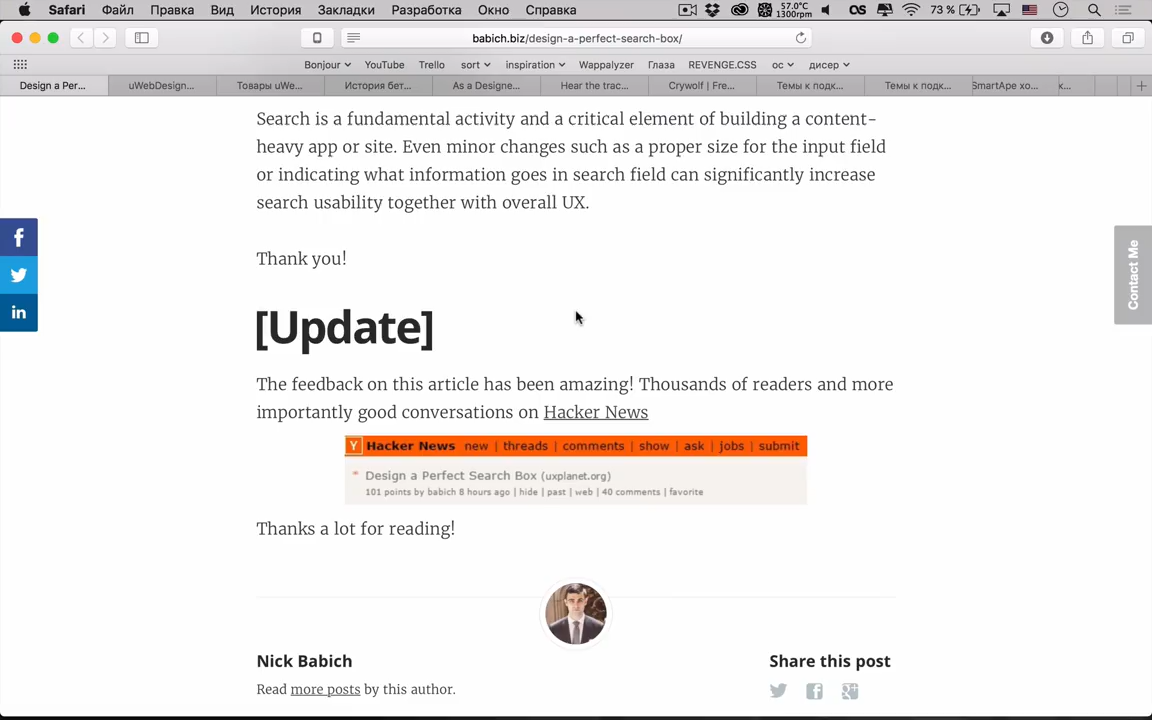 Safari Файл Правка Вид История Закладки Разработка Окно Справка 57.0°C 1300rpm 73 %
babich.biz/design-a-perfect-search-box/
Bonjour YouTube Trello sort inspiration Wappalyzer Глаза REVENGE.CSS ос дисер
Design a Per... uWebDesign... Товары uWe... История бет... As a Designe... Hear the trac... Crywolf | Fre... Темы к подк... Темы к подк... SmartApe хо... к...
Search is a fundamental activity and a critical element of building a content-
heavy app or site. Even minor changes such as a proper size for the input field
or indicating what information goes in search field can significantly increase
search usability together with overall UX.
Thank you!
Contact Me
[Update]
The feedback on this article has been amazing! Thousands of readers and more
importantly good conversations on Hacker News
Y Hacker News new | threads | comments | show | ask | jobs | submit
* Design a Perfect Search Box (uxplanet.org)
101 points by babich 8 hours ago | hide | past | web | 40 comments | favorite
Thanks a lot for reading!
Nick Babich
Share this post
Read more posts by this author.